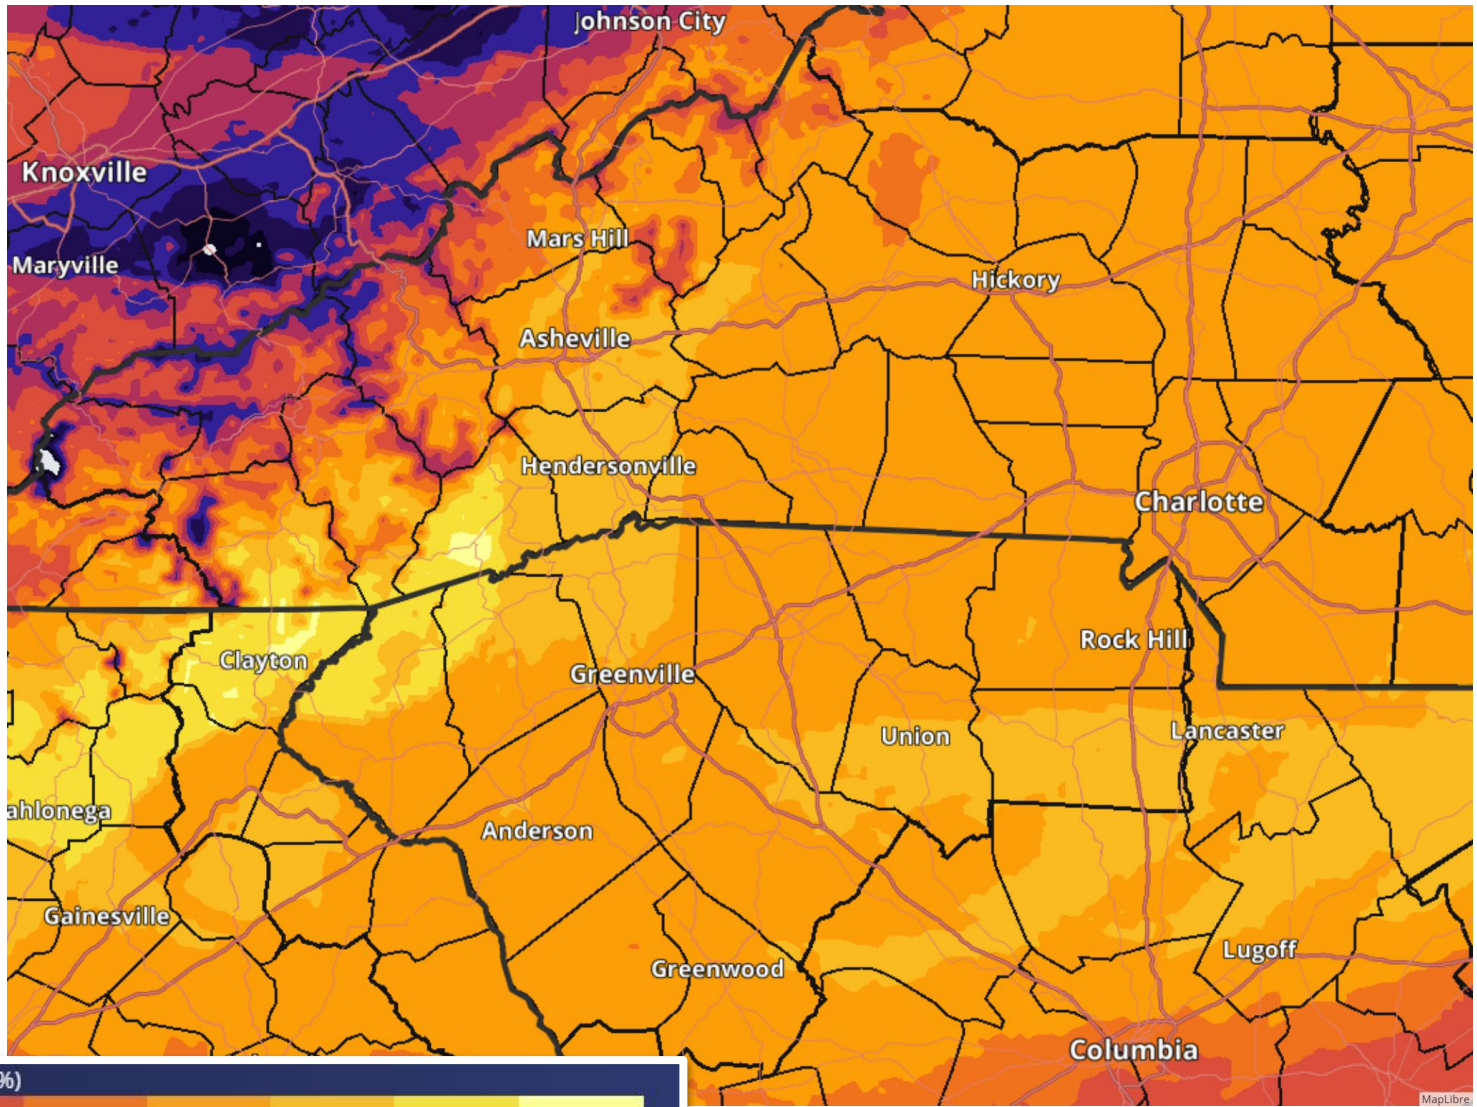 Johnson City
Knoxville
Mars Hill
Maryville
Hickory
Asheville
Hendersonville
Charlotte
Rock Hill
Clayton
Greenville
Lancaster
Union
ahlonega
Anderson
Gainesville
Lugoff
Greenwood
Columbia
%)
MapLibre